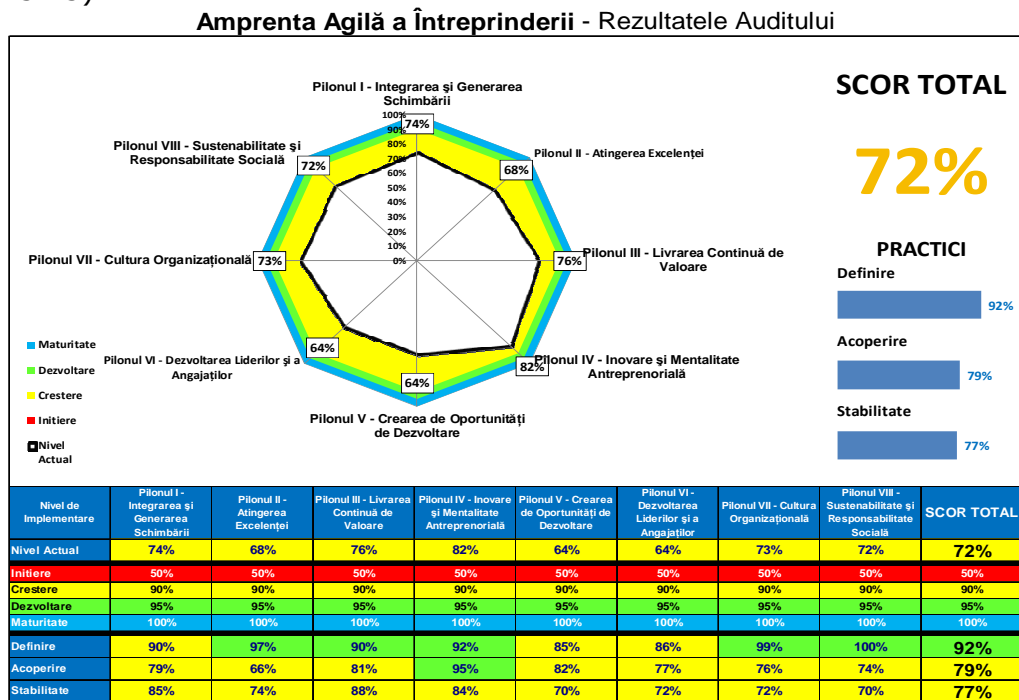 Amprenta Agilă a Întreprinderii - Rezultatele Auditului
Pilonul I - Integrarea şi Generarea
Schimbării
100%
90%
80%
70%
60%
50%
40%
30%
20%
10%
0%
74%
Pilonul II - Atingerea Excelenței
68%
Pilonul III - Livrarea Continuă de
Valoare
76%
Pilonul IV - Inovare şi Mentalitate
Antreprenorială
82%
Pilonul V - Crearea de Oportunități
de Dezvoltare
64%
Pilonul VI - Dezvoltarea Liderilor şi a
Angajaților
64%
Pilonul VII - Cultura Organizațională
73%
Pilonul VIII - Sustenabilitate şi
Responsabilitate Socială
72%
Maturitate
Dezvoltare
Crestere
Initiere
Nivel
Actual
SCOR TOTAL
72%
PRACTICI
Definire
92%
Acoperire
79%
Stabilitate
77%
Nivel de
Implementare
Pilonul I -
Integrarea şi
Generarea
Schimbării
Pilonul II -
Atingerea
Excelenței
Pilonul III - Livrarea
Continuă de
Valoare
Pilonul IV - Inovare
şi Mentalitate
Antreprenorială
Pilonul V - Crearea
de Oportunități de
Dezvoltare
Pilonul VI -
Dezvoltarea
Liderilor şi a
Angajaților
Pilonul VII - Cultura
Organizațională
Pilonul VIII -
Sustenabilitate şi
Responsabilitate
Socială
SCOR TOTAL
Nivel Actual 74% 68% 76% 82% 64% 64% 73% 72% 72%
Initiere 50% 50% 50% 50% 50% 50% 50% 50% 50%
Crestere 90% 90% 90% 90% 90% 90% 90% 90% 90%
Dezvoltare 95% 95% 95% 95% 95% 95% 95% 95% 95%
Maturitate 100% 100% 100% 100% 100% 100% 100% 100% 100%
Definire 90% 97% 90% 92% 85% 86% 99% 100% 92%
Acoperire 79% 66% 81% 95% 82% 77% 76% 74% 79%
Stabilitate 85% 74% 88% 84% 70% 72% 72% 70% 77%